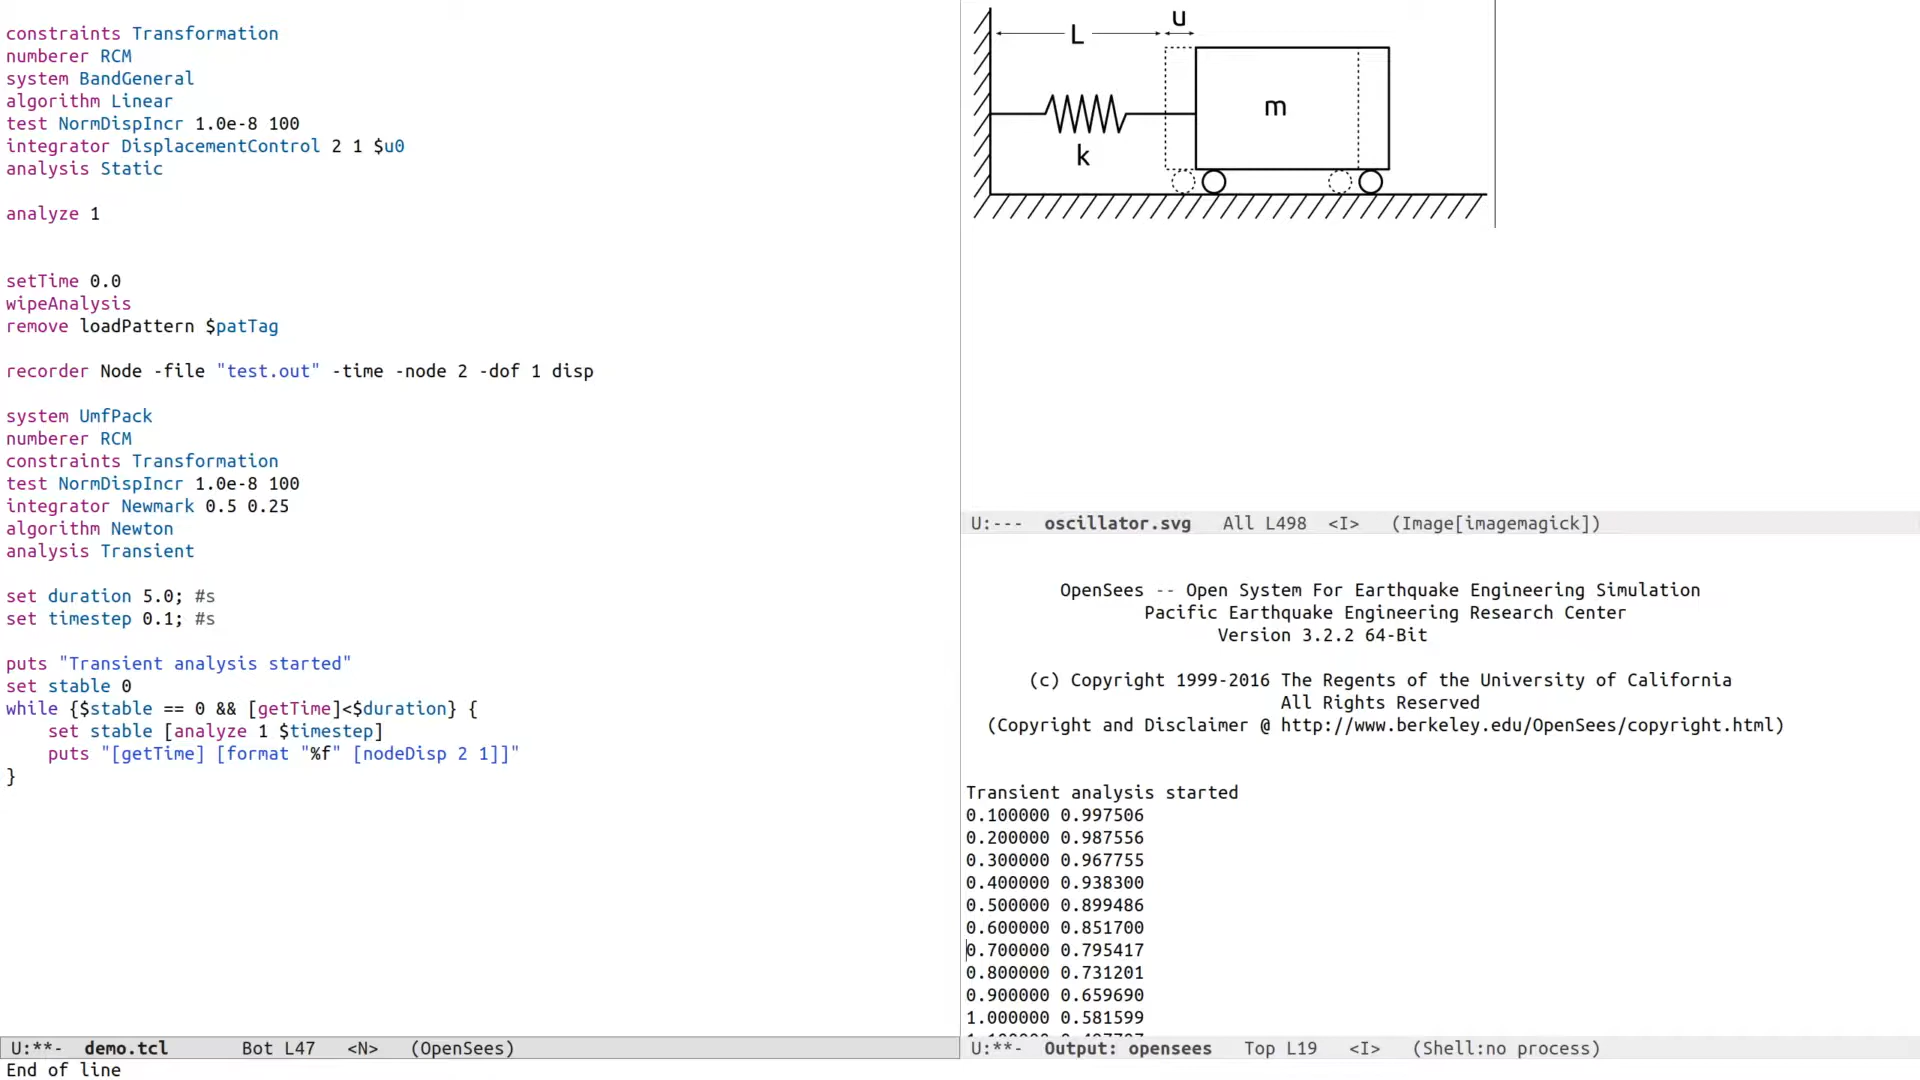 constraints Transformation
numberer RCM
system BandGeneral
algorithm Linear
test NormDispIncr 1.0e-8 100
integrator DisplacementControl 2 1 $u0
analysis Static
analyze 1
setTime 0.0
wipeAnalysis
remove loadPattern $patTag
recorder Node -file "test.out" -time -node 2 -dof 1 disp
system UmfPack
numberer RCM
constraints Transformation
test NormDispIncr 1.0e-8 100
integrator Newmark 0.5 0.25
algorithm Newton
analysis Transient
set duration 5.0; #s
set timestep 0.1; #s
puts "Transient analysis started"
set stable 0
while {$stable == 0 && [getTime]<$duration} {
    set stable [analyze 1 $timestep]
    puts "[getTime] [format "%f" [nodeDisp 2 1]]"
}
U:**-  demo.tcl       Bot L47   <N>   (OpenSees)
End of line
u
L
m
k
U:---  oscillator.svg   All L498  <I>   (Image[imagemagick])
OpenSees -- Open System For Earthquake Engineering Simulation
Pacific Earthquake Engineering Research Center
Version 3.2.2 64-Bit
(c) Copyright 1999-2016 The Regents of the University of California
All Rights Reserved
(Copyright and Disclaimer @ http://www.berkeley.edu/OpenSees/copyright.html)
Transient analysis started
0.100000 0.997506
0.200000 0.987556
0.300000 0.967755
0.400000 0.938300
0.500000 0.899486
0.600000 0.851700
0.700000 0.795417
0.800000 0.731201
0.900000 0.659690
1.000000 0.581599
U:**-  Output: opensees   Top L19   <I>   (Shell:no process)